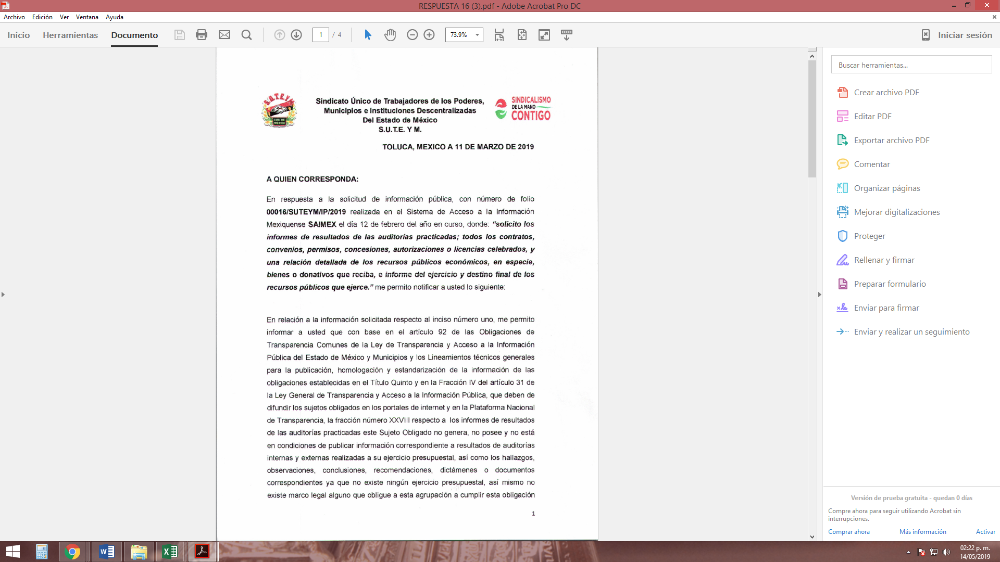 RESPUESTA 16 (3).pdf - Adobe Acrobat Pro DC
Archivo Edición Ver Ventana Ayuda
Inicio Herramientas Documento 1 / 4 73.9% Iniciar sesión
S.U.T.E.Y.M
EDO. DE MÉXICO
Sindicato Único de Trabajadores de los Poderes,
Municipios e Instituciones Descentralizadas
Del Estado de México
S.U.T.E. Y M.
SINDICALISMO
DE LA MANO
CONTIGO
TOLUCA, MEXICO A 11 DE MARZO DE 2019
A QUIEN CORRESPONDA:
En respuesta a la solicitud de información pública, con número de folio
00016/SUTEYM/IP/2019 realizada en el Sistema de Acceso a la Información
Mexiquense SAIMEX el día 12 de febrero del año en curso, donde: “solicito los
informes de resultados de las auditorías practicadas; todos los contratos,
convenios, permisos, concesiones, autorizaciones o licencias celebrados, y
una relación detallada de los recursos públicos económicos, en especie,
bienes o donativos que reciba, e informe del ejercicio y destino final de los
recursos públicos que ejerce.” me permito notificar a usted lo siguiente:
En relación a la información solicitada respecto al inciso número uno, me permito
informar a usted que con base en el artículo 92 de las Obligaciones de
Transparencia Comunes de la Ley de Transparencia y Acceso a la Información
Pública del Estado de México y Municipios y los Lineamientos técnicos generales
para la publicación, homologación y estandarización de la información de las
obligaciones establecidas en el Título Quinto y en la Fracción IV del artículo 31 de
la Ley General de Transparencia y Acceso a la Información Pública, que deben de
difundir los sujetos obligados en los portales de internet y en la Plataforma Nacional
de Transparencia, la fracción número XXVIII respecto a los informes de resultados
de las auditorías practicadas este Sujeto Obligado no genera, no posee y no está
en condiciones de publicar información correspondiente a resultados de auditorías
internas y externas realizadas a su ejercicio presupuestal, así como los hallazgos,
observaciones, conclusiones, recomendaciones, dictámenes o documentos
correspondientes ya que no existe ningún ejercicio presupuestal, así mismo no
existe marco legal alguno que obligue a esta agrupación a cumplir esta obligación
1
Buscar herramientas...
Crear archivo PDF
Editar PDF
Exportar archivo PDF
Comentar
Organizar páginas
Mejorar digitalizaciones
Proteger
Rellenar y firmar
Preparar formulario
Enviar para firmar
Enviar y realizar un seguimiento
Versión de prueba gratuita - quedan 0 días
Compre ahora para seguir utilizando Acrobat sin
interrupciones.
Comprar ahora Más información Activar
02:22 p. m.
14/05/2019